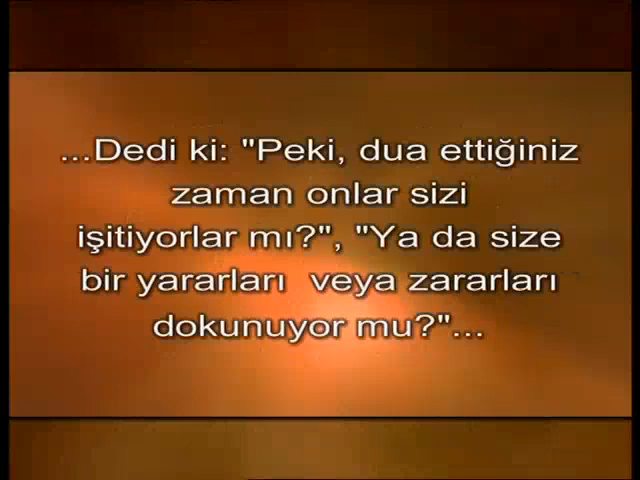 ...Dedi ki: "Peki, dua ettiğiniz
zaman onlar sizi
işitiyorlar mı?", "Ya da size
bir yararları veya zararları
dokunuyor mu?"...